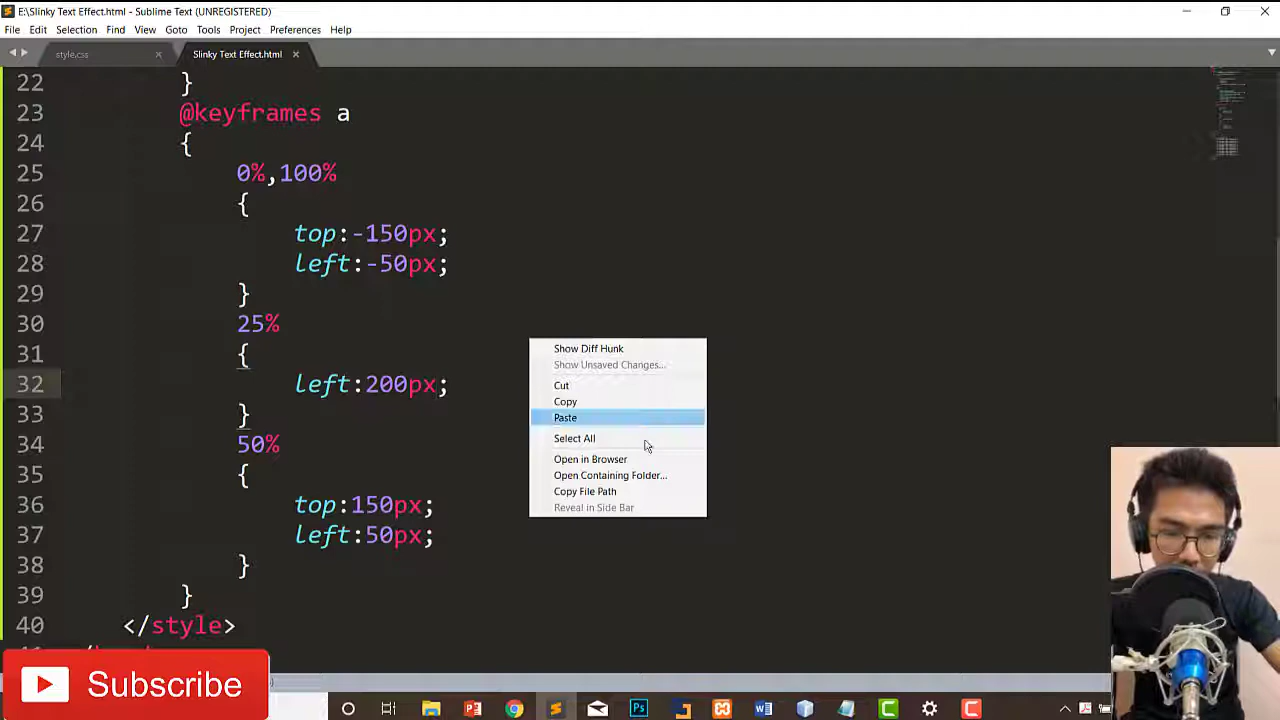 E:\Slinky Text Effect.html - Sublime Text (UNREGISTERED)
File Edit Selection Find View Goto Tools Project Preferences Help
style.css × Slinky Text Effect.html ×
22 }
23 @keyframes a
24 {
25 0%,100%
26 {
27 top:-150px;
28 left:-50px;
29 }
30 25%
31 {
32 left:200px;
33 }
34 50%
35 {
36 top:150px;
37 left:50px;
38 }
39 }
40 </style>
Show Diff Hunk
Show Unsaved Changes...
Cut
Copy
Paste
Select All
Open in Browser
Open Containing Folder...
Copy File Path
Reveal in Side Bar
Subscribe